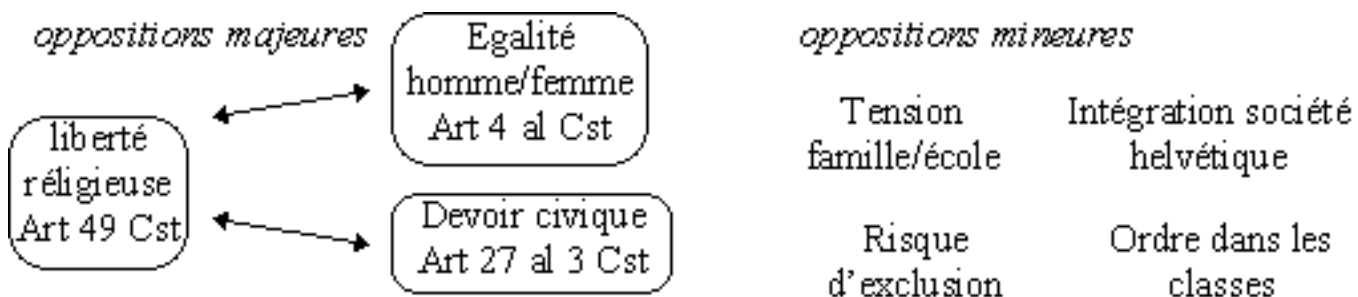 oppositions majeures
Egalité
homme/femme
Art 4 al Cst
liberté
réligieuse
Art 49 Cst
Devoir civique
Art 27 al 3 Cst
oppositions mineures
Tension
famille/école
Intégration société
helvétique
Risque
d'exclusion
Ordre dans les
classes